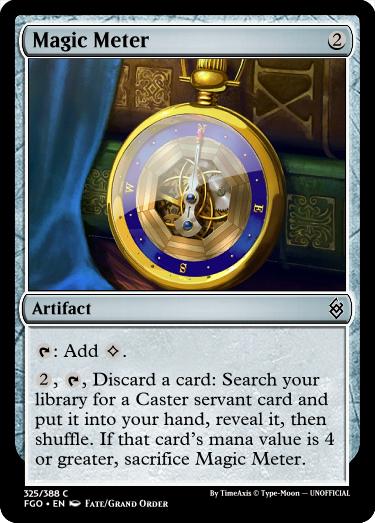 Magic Meter 2
N
W E
S
Artifact
: Add .
2, , Discard a card: Search your
library for a Caster servant card and
put it into your hand, reveal it, then
shuffle. If that card's mana value is 4
or greater, sacrifice Magic Meter.
325/388 C
FGO • EN Fate/Grand Order
By TimeAxis © Type-Moon — UNOFFICIAL